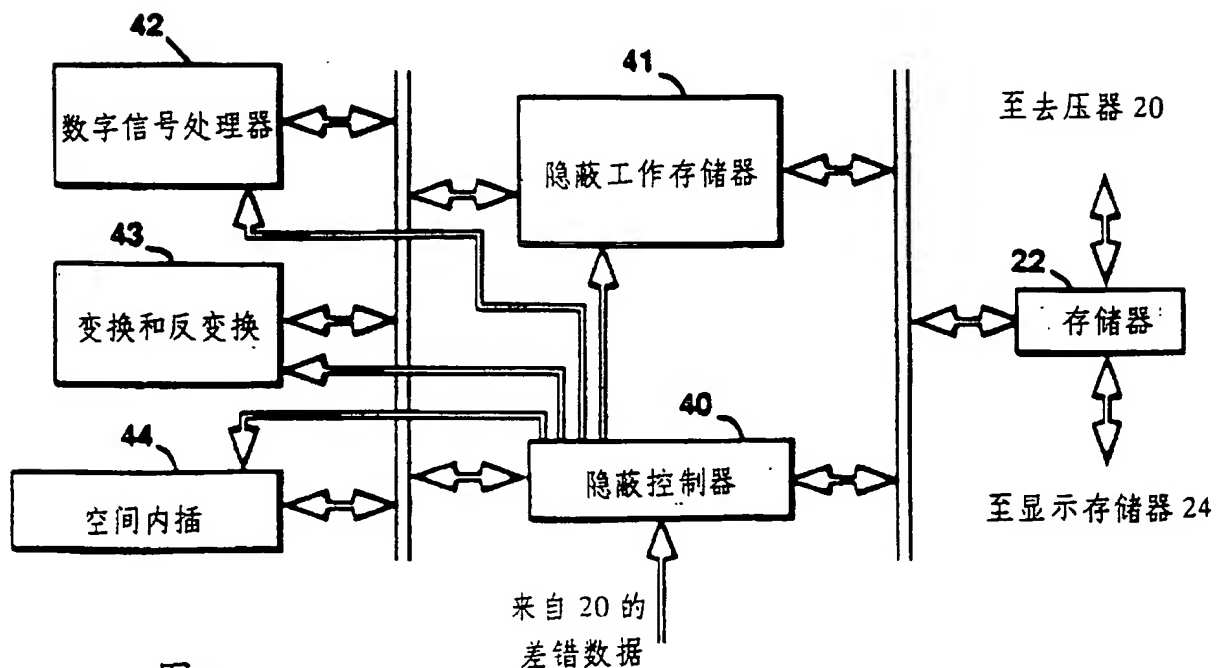 42
数字信号处理器
41
隐蔽工作存储器
至去压器 20
43
变换和反变换
22
存储器
44
空间内插
40
隐蔽控制器
至显示存储器 24
来自 20 的
差错数据